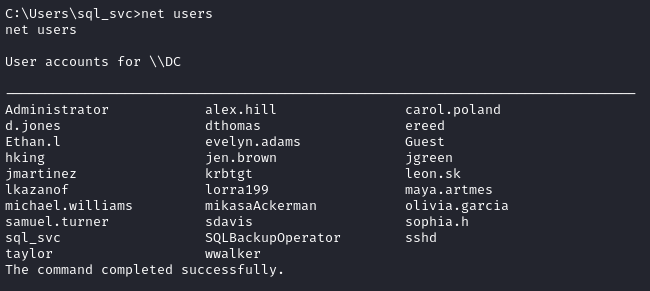 C:\Users\sql_svc>net users
net users
User accounts for \\DC
-------------------------------------------------------------------------------
Administrator            alex.hill                carol.poland
d.jones                  dthomas                  ereed
Ethan.l                  evelyn.adams             Guest
hking                    jen.brown                jgreen
jmartinez                krbtgt                   leon.sk
lkazanof                 lorra199                 maya.artmes
michael.williams         mikasaAckerman           olivia.garcia
samuel.turner            sdavis                   sophia.h
sql_svc                  SQLBackupOperator        sshd
taylor                   wwalker
The command completed successfully.